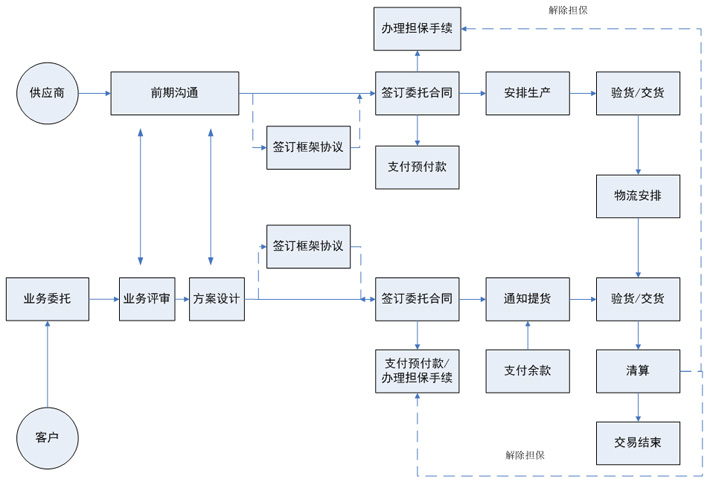 解除担保
办理担保手续
供应商
前期沟通
签订委托合同
安排生产
验货/交货
签订框架协议
支付预付款
物流安排
签订框架协议
业务委托
业务评审
方案设计
签订委托合同
通知提货
验货/交货
支付预付款/
办理担保手续
支付余款
清算
客户
解除担保
交易结束